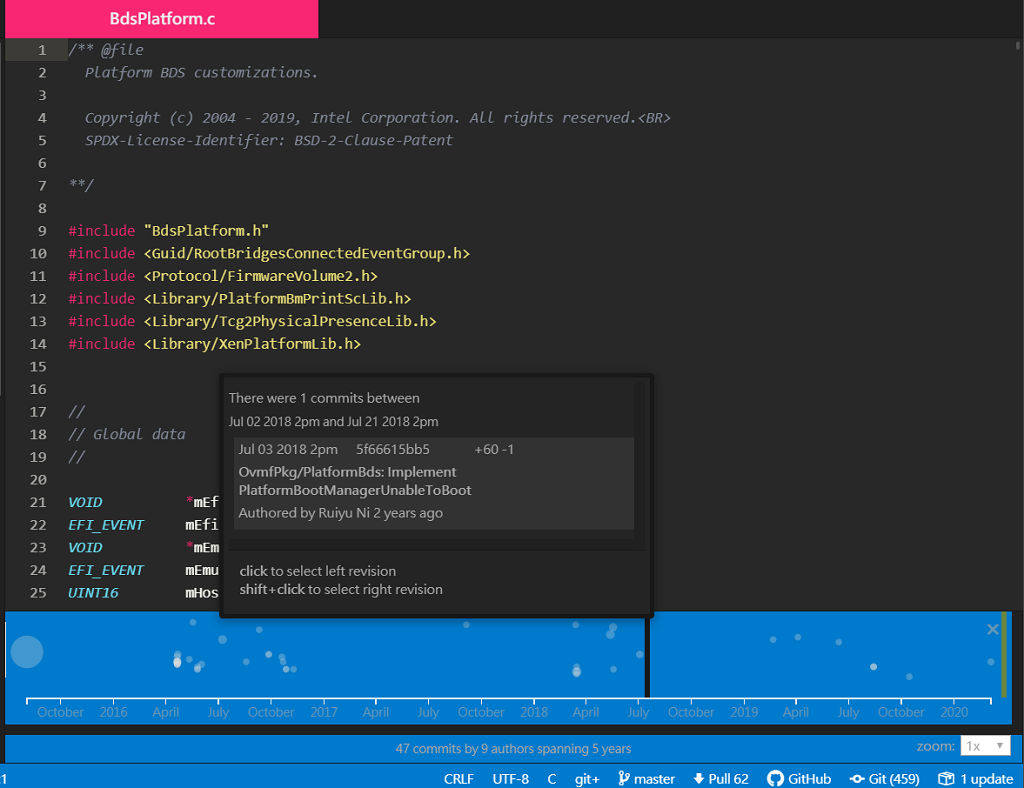 BdsPlatform.c
1 /** @file
2 Platform BDS customizations.
3
4 Copyright (c) 2004 - 2019, Intel Corporation. All rights reserved.<BR>
5 SPDX-License-Identifier: BSD-2-Clause-Patent
6
7 **/
8
9 #include "BdsPlatform.h"
10 #include <Guid/RootBridgesConnectedEventGroup.h>
11 #include <Protocol/FirmwareVolume2.h>
12 #include <Library/PlatformBmPrintScLib.h>
13 #include <Library/Tcg2PhysicalPresenceLib.h>
14 #include <Library/XenPlatformLib.h>
15
16
17 //
18 // Global data
19 //
20
21 VOID *mEf
22 EFI_EVENT mEfi
23 VOID *mEm
24 EFI_EVENT mEmu
25 UINT16 mHos
There were 1 commits between
Jul 02 2018 2pm and Jul 21 2018 2pm
Jul 03 2018 2pm 5f66615bb5 +60 -1
OvmfPkg/PlatformBds: Implement
PlatformBootManagerUnableToBoot
Authored by Ruiyu Ni 2 years ago
click to select left revision
shift+click to select right revision
October 2016 April July October 2017 April July October 2018 April July October 2019 April July October 2020
47 commits by 9 authors spanning 5 years
zoom: 1x
:1 CRLF UTF-8 C git+ master Pull 62 GitHub Git (459) 1 update